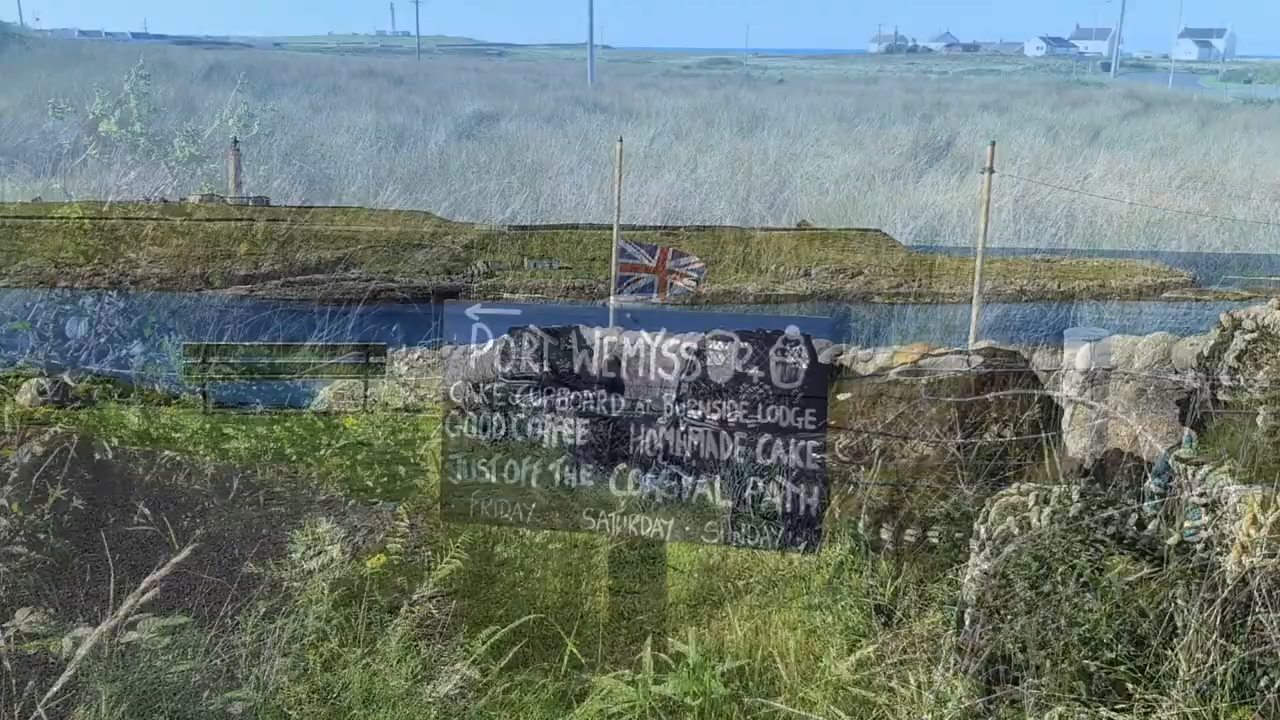 PORT WEMYSS
CAKE CUPBOARD AT BURNSIDE LODGE
GOOD COFFEE HOMEMADE CAKE
JUST OFF THE COASTAL PATH
FRIDAY · SATURDAY · SUNDAY